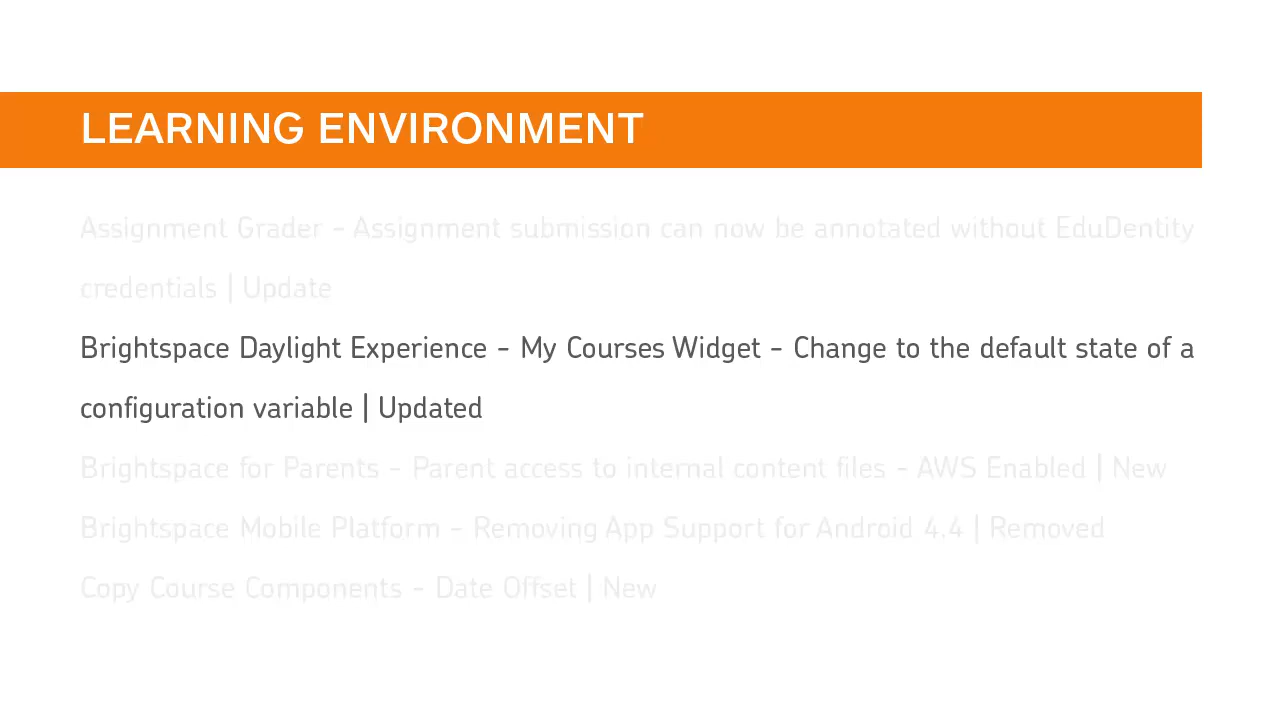 LEARNING ENVIRONMENT
Assignment Grader - Assignment submission can now be annotated without EduDentity
credentials | Update
Brightspace Daylight Experience - My Courses Widget - Change to the default state of a
configuration variable | Updated
Brightspace for Parents - Parent access to internal content files - AWS Enabled | New
Brightspace Mobile Platform - Removing App Support for Android 4.4 | Removed
Copy Course Components - Date Offset | New